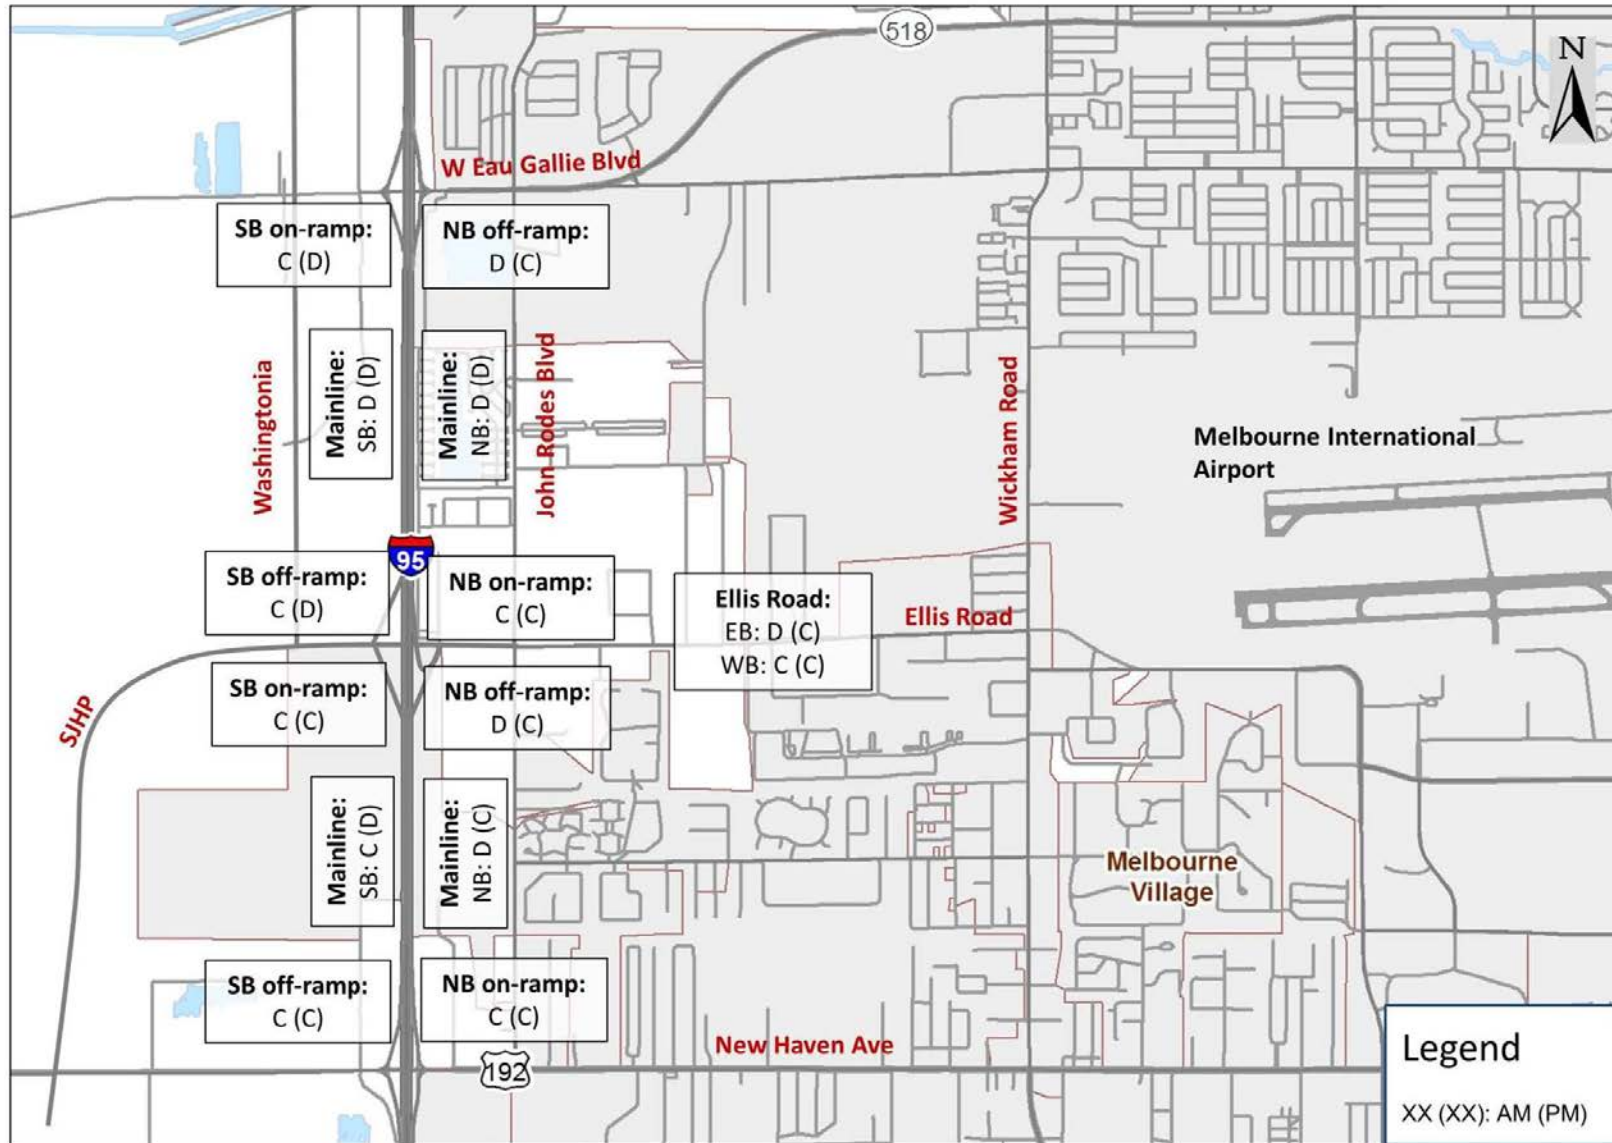 518
N
W Eau Gallie Blvd
SB on-ramp:
C (D)
NB off-ramp:
D (C)
Mainline:
SB: D (D)
Mainline:
NB: D (D)
Washingtonia
John Rodes Blvd
Wickham Road
Melbourne International
Airport
95
SB off-ramp:
C (D)
NB on-ramp:
C (C)
Ellis Road:
EB: D (C)
WB: C (C)
Ellis Road
SJHP
SB on-ramp:
C (C)
NB off-ramp:
D (C)
Mainline:
SB: C (D)
Mainline:
NB: D (C)
Melbourne
Village
SB off-ramp:
C (C)
NB on-ramp:
C (C)
New Haven Ave
192
Legend
XX (XX): AM (PM)